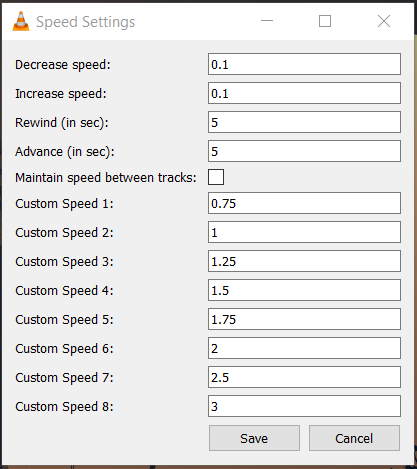 Speed Settings
Decrease speed: 0.1
Increase speed: 0.1
Rewind (in sec): 5
Advance (in sec): 5
Maintain speed between tracks:
Custom Speed 1: 0.75
Custom Speed 2: 1
Custom Speed 3: 1.25
Custom Speed 4: 1.5
Custom Speed 5: 1.75
Custom Speed 6: 2
Custom Speed 7: 2.5
Custom Speed 8: 3
Save Cancel